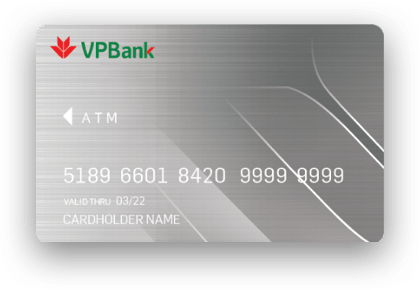 VPBank
ATM
5189 6601 8420 9999 9999
VALID THRU 03/22
CARDHOLDER NAME